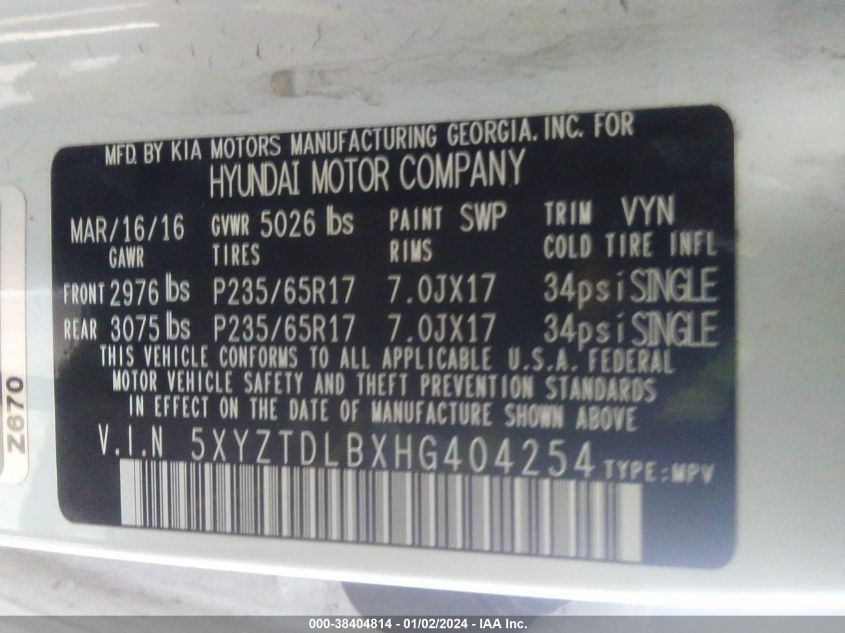 MFD. BY KIA MOTORS MANUFACTURING GEORGIA. INC. FOR
HYUNDAI MOTOR COMPANY
MAR/16/16 GVWR 5026 lbs PAINT SWP TRIM VYN
GAWR TIRES RIMS COLD TIRE INFL
FRONT 2976 lbs P235/65R17 7.0JX17 34psi SINGLE
REAR 3075 lbs P235/65R17 7.0JX17 34psi SINGLE
THIS VEHICLE CONFORMS TO ALL APPLICABLE U.S.A. FEDERAL
MOTOR VEHICLE SAFETY AND THEFT PREVENTION STANDARDS
IN EFFECT ON THE DATE OF MANUFACTURE SHOWN ABOVE
V.I.N 5XYZTDLBXHG404254 TYPE:MPV
Z670
000-38404814 - 01/02/2024 - IAA Inc.